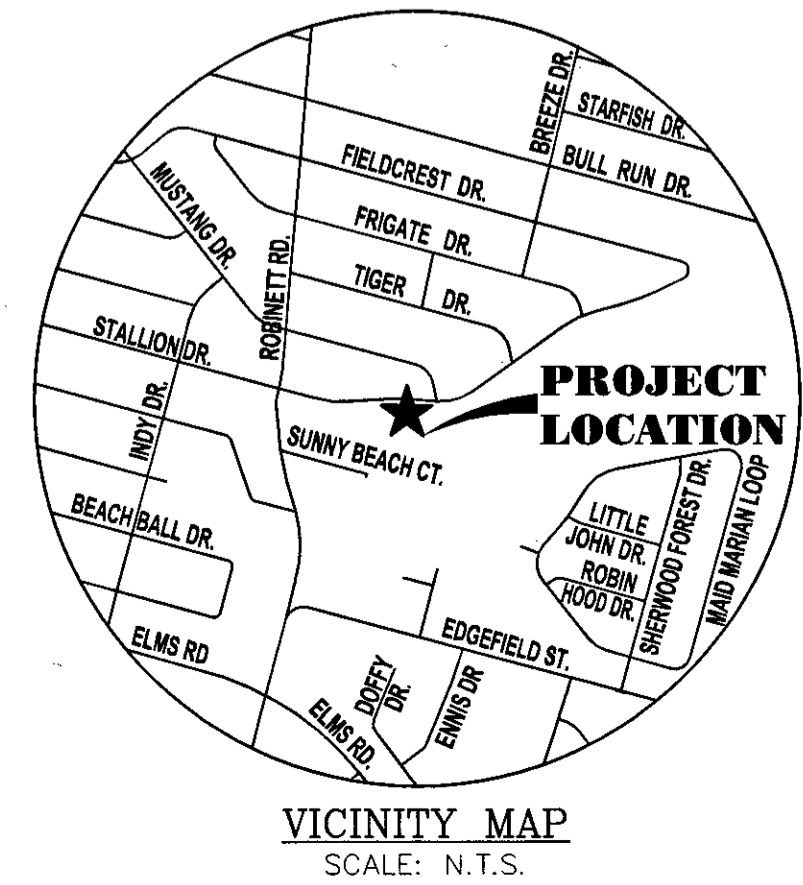 BREEZE DR.
STARFISH DR.
BULL RUN DR.
FIELDCREST DR.
MUSTANG DR.
FRIGATE DR.
ROBINETT RD.
TIGER DR.
STALLION DR.
PROJECT
LOCATION
INDY DR.
SUNNY BEACH CT.
BEACH BALL DR.
LITTLE
JOHN DR.
ROBIN
HOOD DR.
SHERWOOD FOREST DR.
MAID MARIAN LOOP
ELMS RD
EDGEFIELD ST.
DOFFY
DR.
ENNIS DR
ELMS RD.
VICINITY MAP
SCALE: N.T.S.